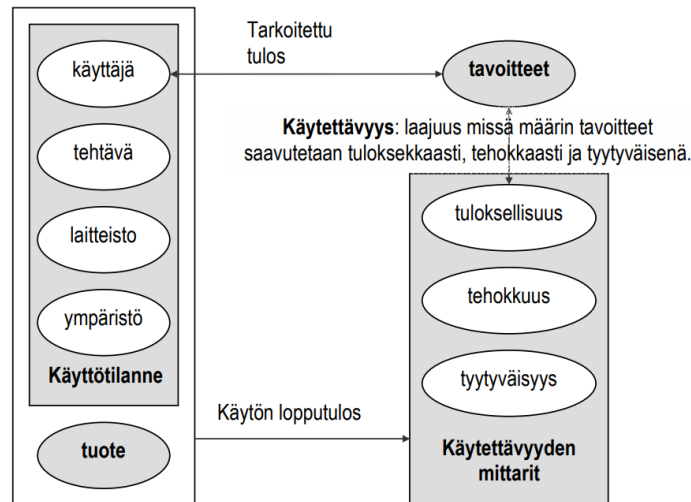 käyttäjä
tehtävä
laitteisto
ympäristö
Käyttötilanne
tuote
Tarkoitettu
tulos
tavoitteet
Käytettävyys: laajuus missä määrin tavoitteet
saavutetaan tuloksekkaasti, tehokkaasti ja tyytyväisenä.
tuloksellisuus
tehokkuus
tyytyväisyys
Käytettävyyden
mittarit
Käytön lopputulos